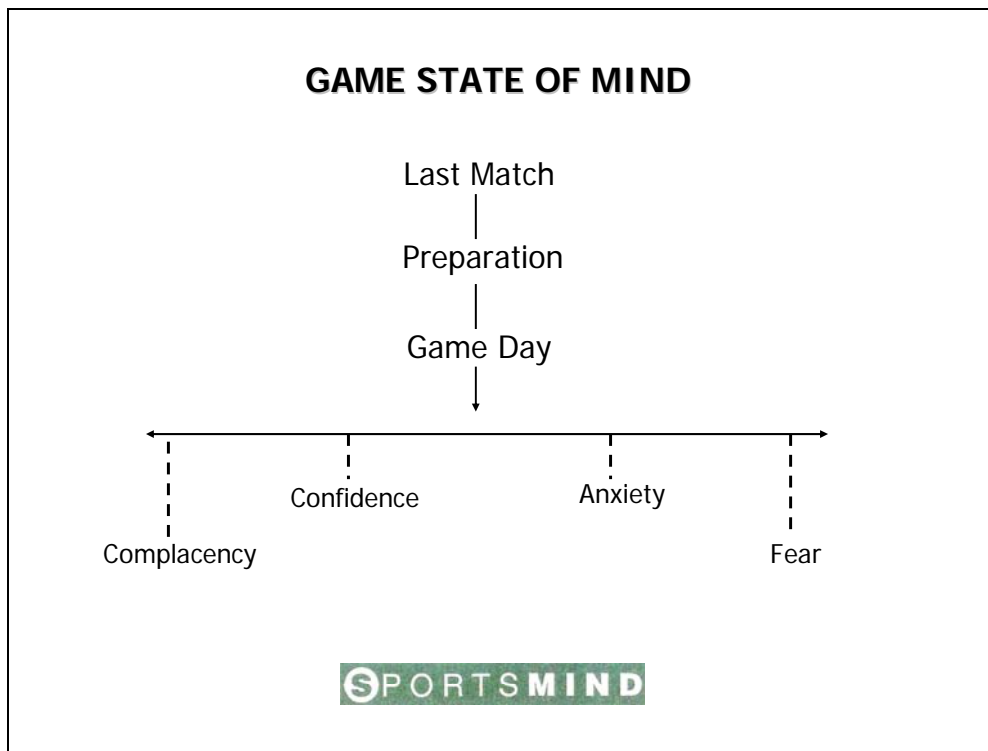 GAME STATE OF MIND
Last Match
Preparation
Game Day
Confidence
Anxiety
Complacency
Fear
SPORTSMIND